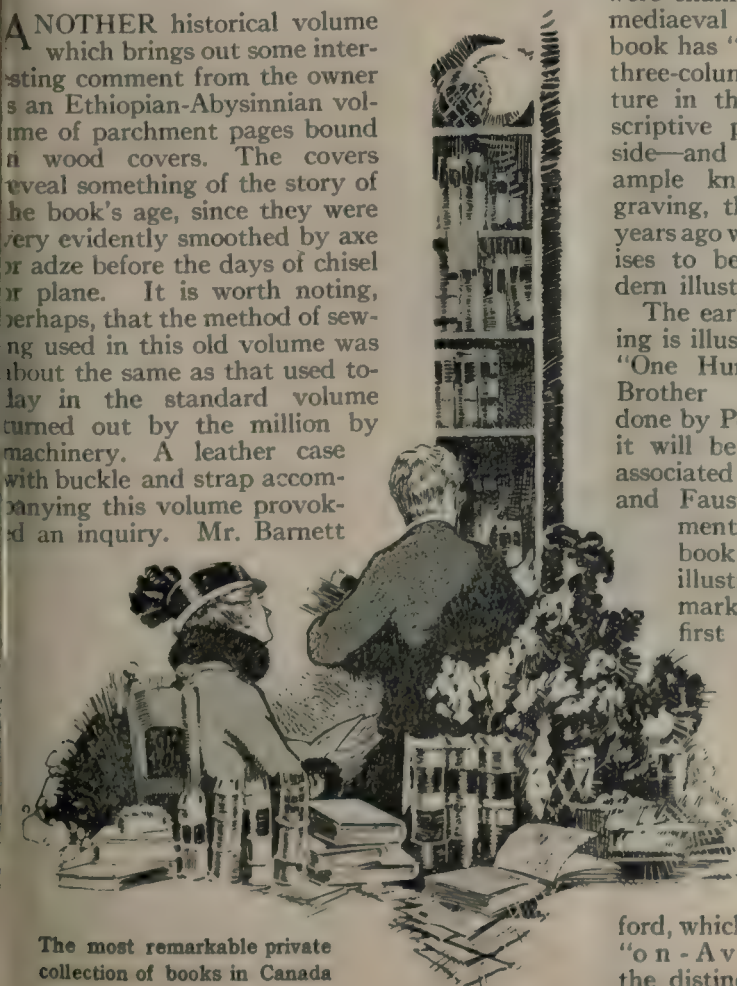 ANOTHER historical volume
which brings out some inter-
esting comment from the owner
s an Ethiopian-Abysinnian vol-
ume of parchment pages bound
n wood covers. The covers
reveal something of the story of
he book's age, since they were
very evidently smoothed by axe
or adze before the days of chisel
or plane. It is worth noting,
perhaps, that the method of sew-
ng used in this old volume was
about the same as that used to-
day in the standard volume
turned out by the million by
machinery. A leather case
with buckle and strap accom-
panying this volume provok-
ed an inquiry. Mr. Barnett
The most remarkable private
collection of books in Canada
mediaeval
book has "
three-colum
ture in th
scriptive p
side—and
ample kn
graving, th
years ago w
ises to be
dern illust
The ear
ing is illus
"One Hun
Brother
done by P
it will be
associated
and Faus
ment
book
illust
mark
first
ford, which
"on-Av
the distinc